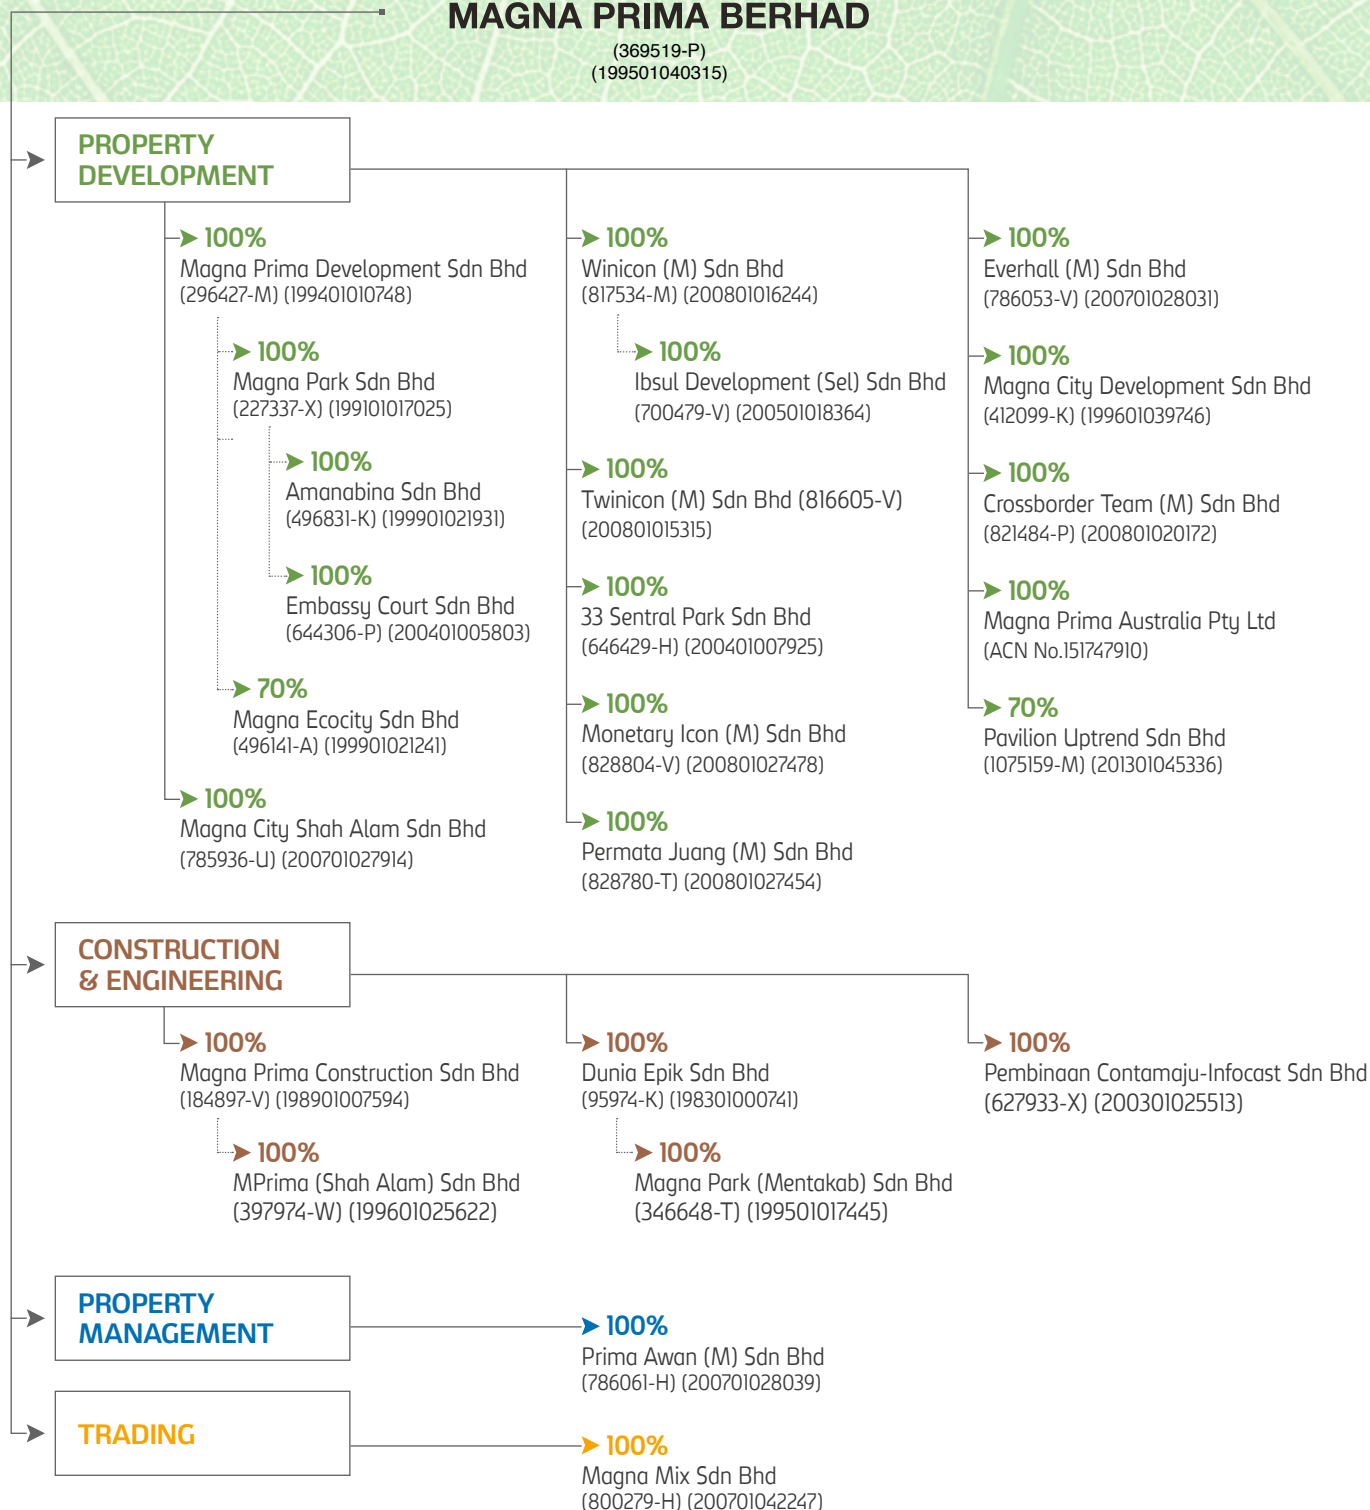 MAGNA PRIMA BERHAD
(369519-P)
(199501040315)
PROPERTY
DEVELOPMENT
100%
Magna Prima Development Sdn Bhd
(296427-M) (199401010748)
100%
Magna Park Sdn Bhd
(227337-X) (199101017025)
100%
Amanabina Sdn Bhd
(496831-K) (199901021931)
100%
Embassy Court Sdn Bhd
(644306-P) (200401005803)
70%
Magna Ecocity Sdn Bhd
(496141-A) (199901021241)
100%
Magna City Shah Alam Sdn Bhd
(785936-U) (200701027914)
100%
Winicon (M) Sdn Bhd
(817534-M) (200801016244)
100%
Ibsul Development (Sel) Sdn Bhd
(700479-V) (200501018364)
100%
Twinicon (M) Sdn Bhd (816605-V)
(200801015315)
100%
33 Sentral Park Sdn Bhd
(646429-H) (200401007925)
100%
Monetary Icon (M) Sdn Bhd
(828804-V) (200801027478)
100%
Permata Juang (M) Sdn Bhd
(828780-T) (200801027454)
100%
Everhall (M) Sdn Bhd
(786053-V) (200701028031)
100%
Magna City Development Sdn Bhd
(412099-K) (199601039746)
100%
Crossborder Team (M) Sdn Bhd
(821484-P) (200801020172)
100%
Magna Prima Australia Pty Ltd
(ACN No.151747910)
70%
Pavilion Uptrend Sdn Bhd
(1075159-M) (201301045336)
CONSTRUCTION
& ENGINEERING
100%
Magna Prima Construction Sdn Bhd
(184897-V) (198901007594)
100%
MPrima (Shah Alam) Sdn Bhd
(397974-W) (199601025622)
100%
Dunia Epik Sdn Bhd
(95974-K) (198301000741)
100%
Magna Park (Mentakab) Sdn Bhd
(346648-T) (199501017445)
100%
Pembinaan Contamaju-Infocast Sdn Bhd
(627933-X) (200301025513)
PROPERTY
MANAGEMENT
100%
Prima Awan (M) Sdn Bhd
(786061-H) (200701028039)
TRADING
100%
Magna Mix Sdn Bhd
(800279-H) (200701042247)